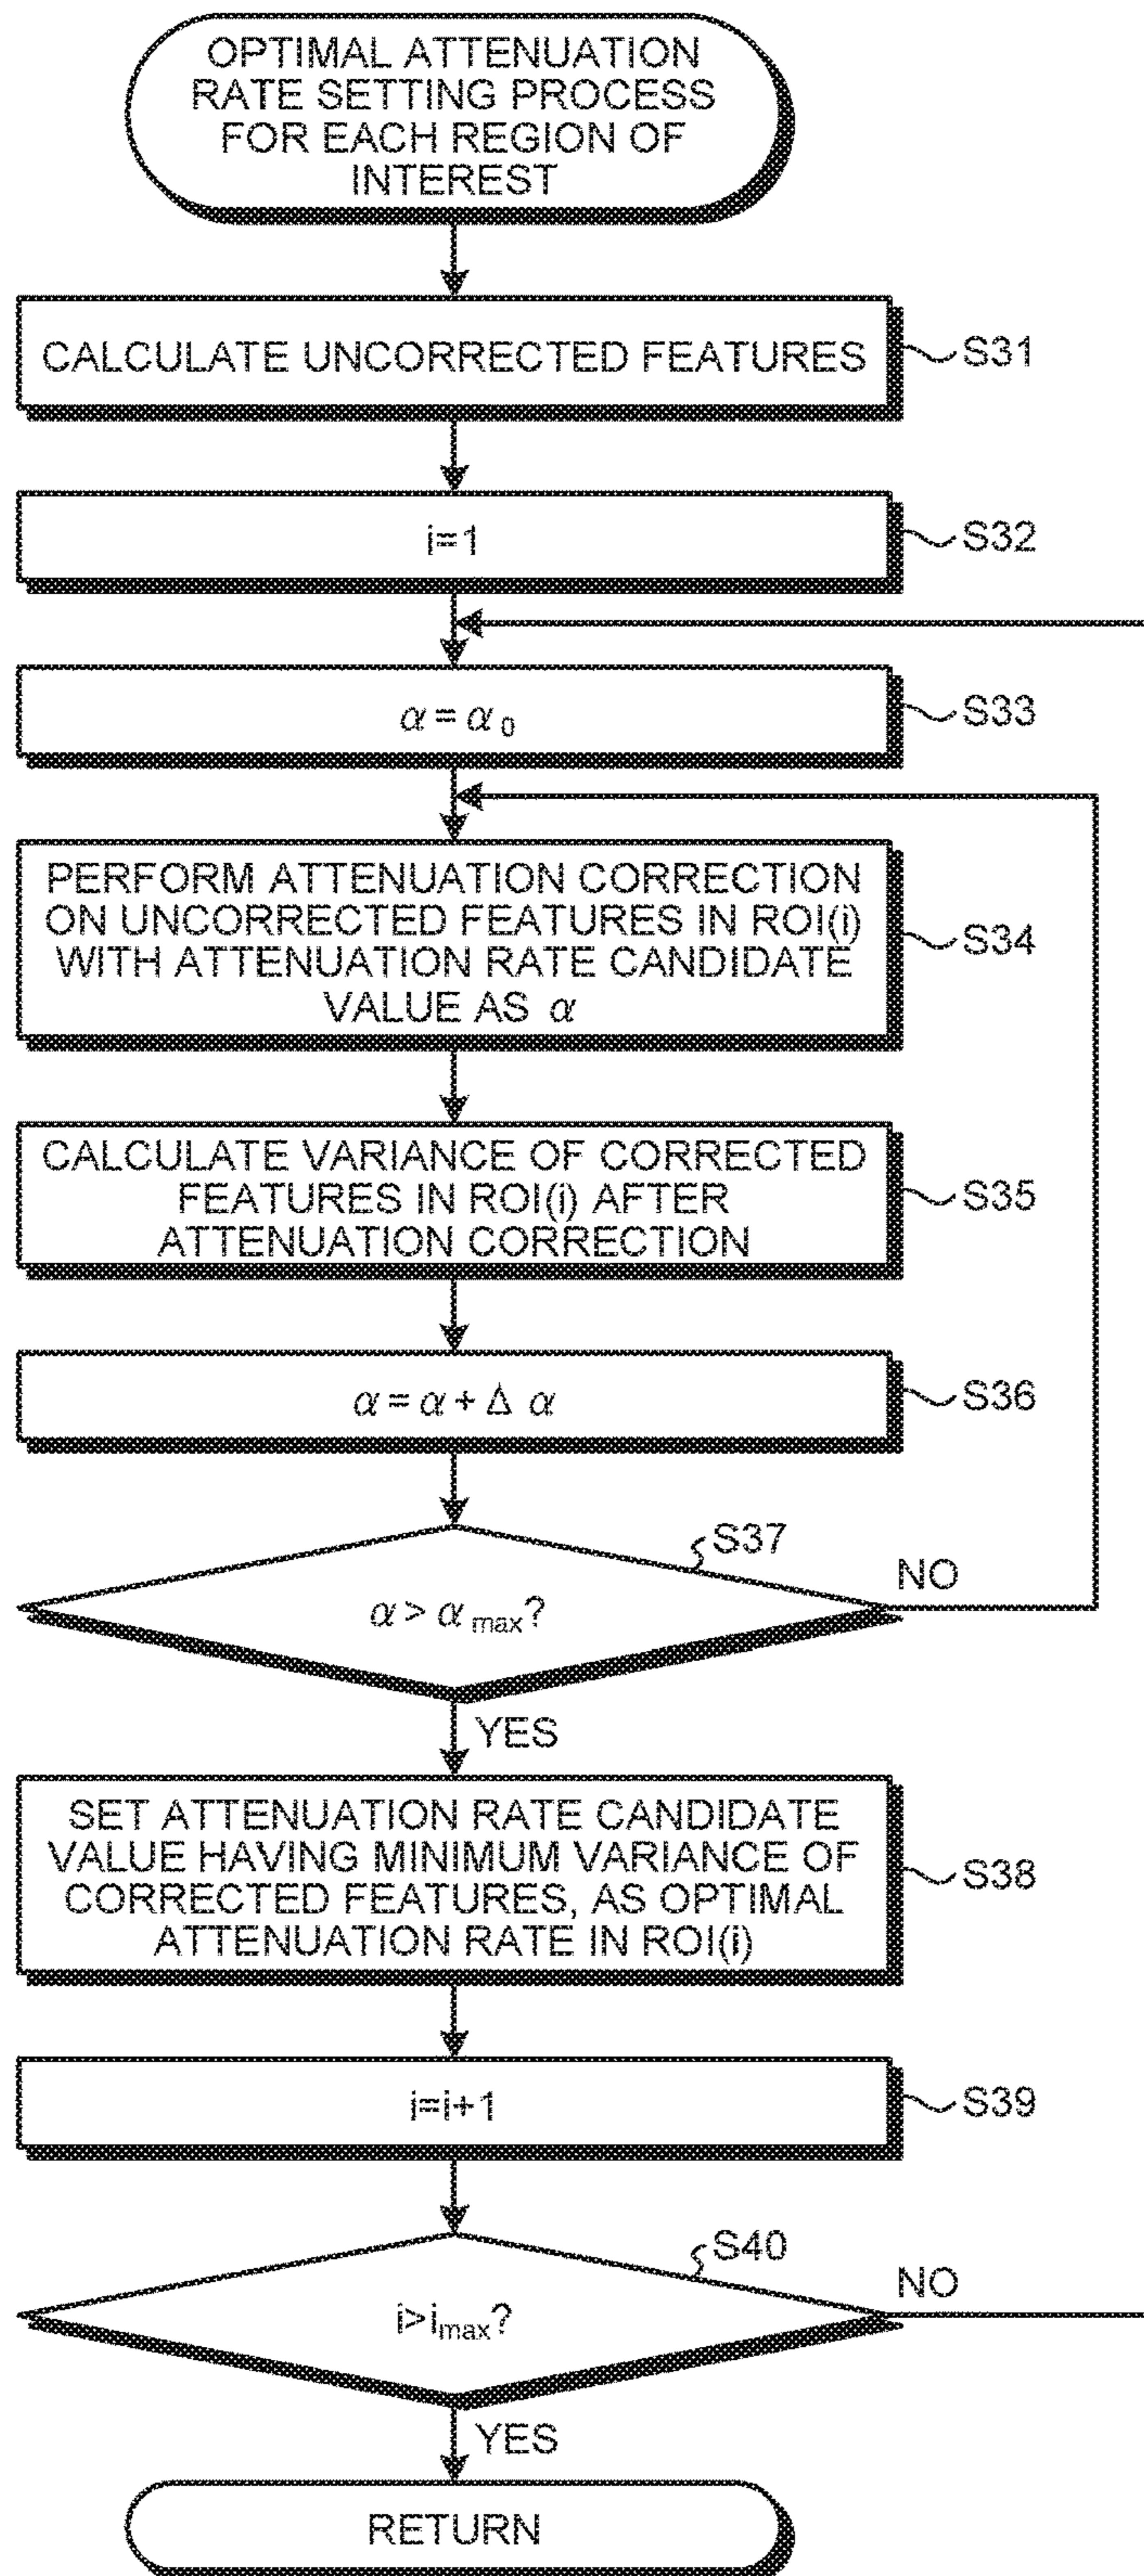 OPTIMAL ATTENUATION
RATE SETTING PROCESS
FOR EACH REGION OF
INTEREST
CALCULATE UNCORRECTED FEATURES
S31
i=1
S32
α = α0
S33
PERFORM ATTENUATION CORRECTION
ON UNCORRECTED FEATURES IN ROI(i)
WITH ATTENUATION RATE CANDIDATE
VALUE AS α
S34
CALCULATE VARIANCE OF CORRECTED
FEATURES IN ROI(i) AFTER
ATTENUATION CORRECTION
S35
α = α + Δ α
S36
S37
α > αmax?
NO
YES
SET ATTENUATION RATE CANDIDATE
VALUE HAVING MINIMUM VARIANCE OF
CORRECTED FEATURES, AS OPTIMAL
ATTENUATION RATE IN ROI(i)
S38
i=i+1
S39
S40
i>imax?
NO
YES
RETURN